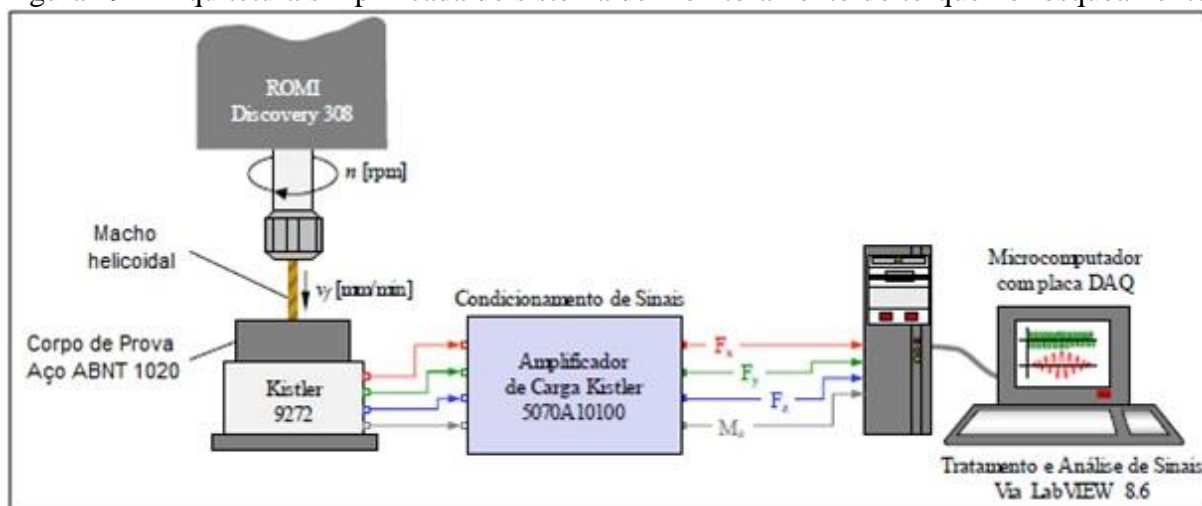 ROMI
Discovery 308
n [rpm]
Macho
helicoidal
vf [mm/min]
Corpo de Prova
Aço ABNT 1020
Kistler
9272
Condicionamento de Sinais
Amplificador
de Carga Kistler
5070A10100
Fx
Fy
Fz
Mz
Microcomputador
com placa DAQ
Tratamento e Análise de Sinais
Via LabVIEW 8.6